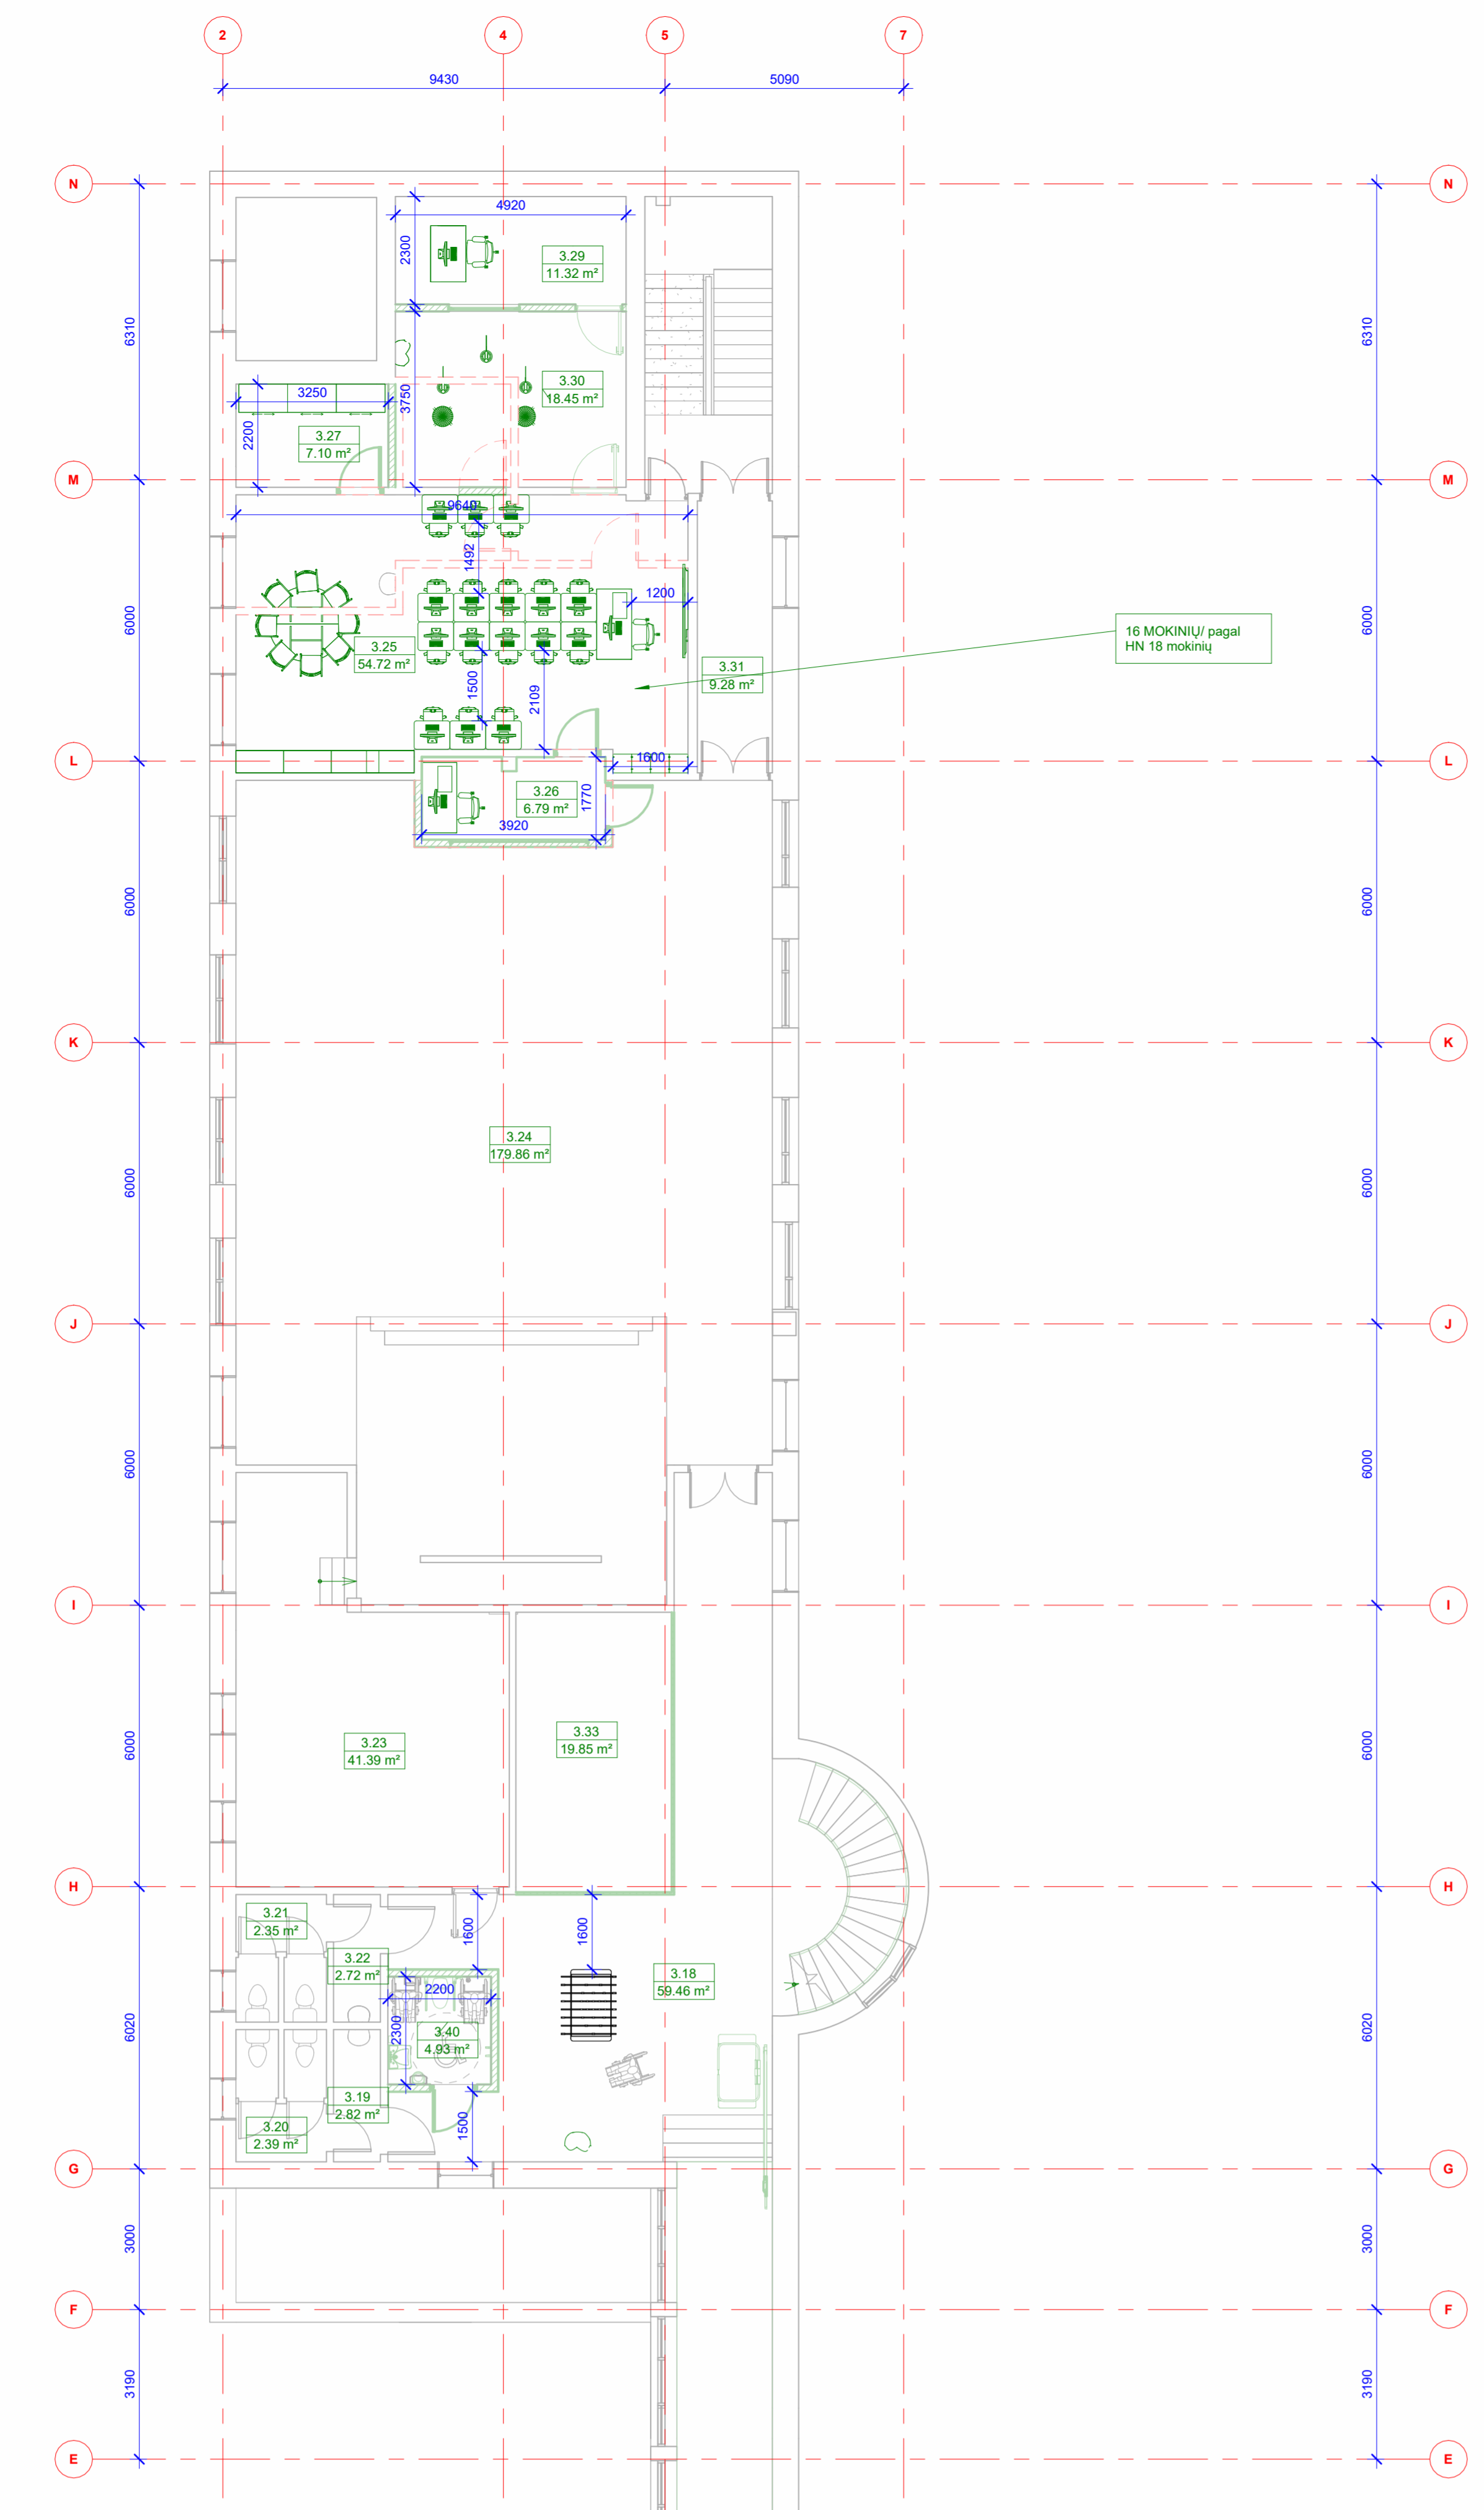 2
4
5
7
9430
5090
N
N
4920
2300
3.29
11.32 m²
6310
6310
3.30
18.45 m²
3750
3250
2200
3.27
7.10 m²
M
M
9640
1492
1200
6000
6000
16 MOKINIŲ/ pagal
HN 18 mokinių
3.25
54.72 m²
3.31
9.28 m²
1500
2109
L
L
1600
3.26
6.79 m²
1770
3920
6000
6000
K
K
3.24
179.86 m²
6000
6000
J
J
6000
6000
I
I
3.33
19.85 m²
3.23
41.39 m²
6000
6000
H
H
3.21
2.35 m²
1600
1600
3.22
2.72 m²
3.18
59.46 m²
2200
2300
3.40
4.93 m²
6020
6020
3.19
2.82 m²
3.20
2.39 m²
1500
G
G
3000
3000
F
F
3190
3190
E
E